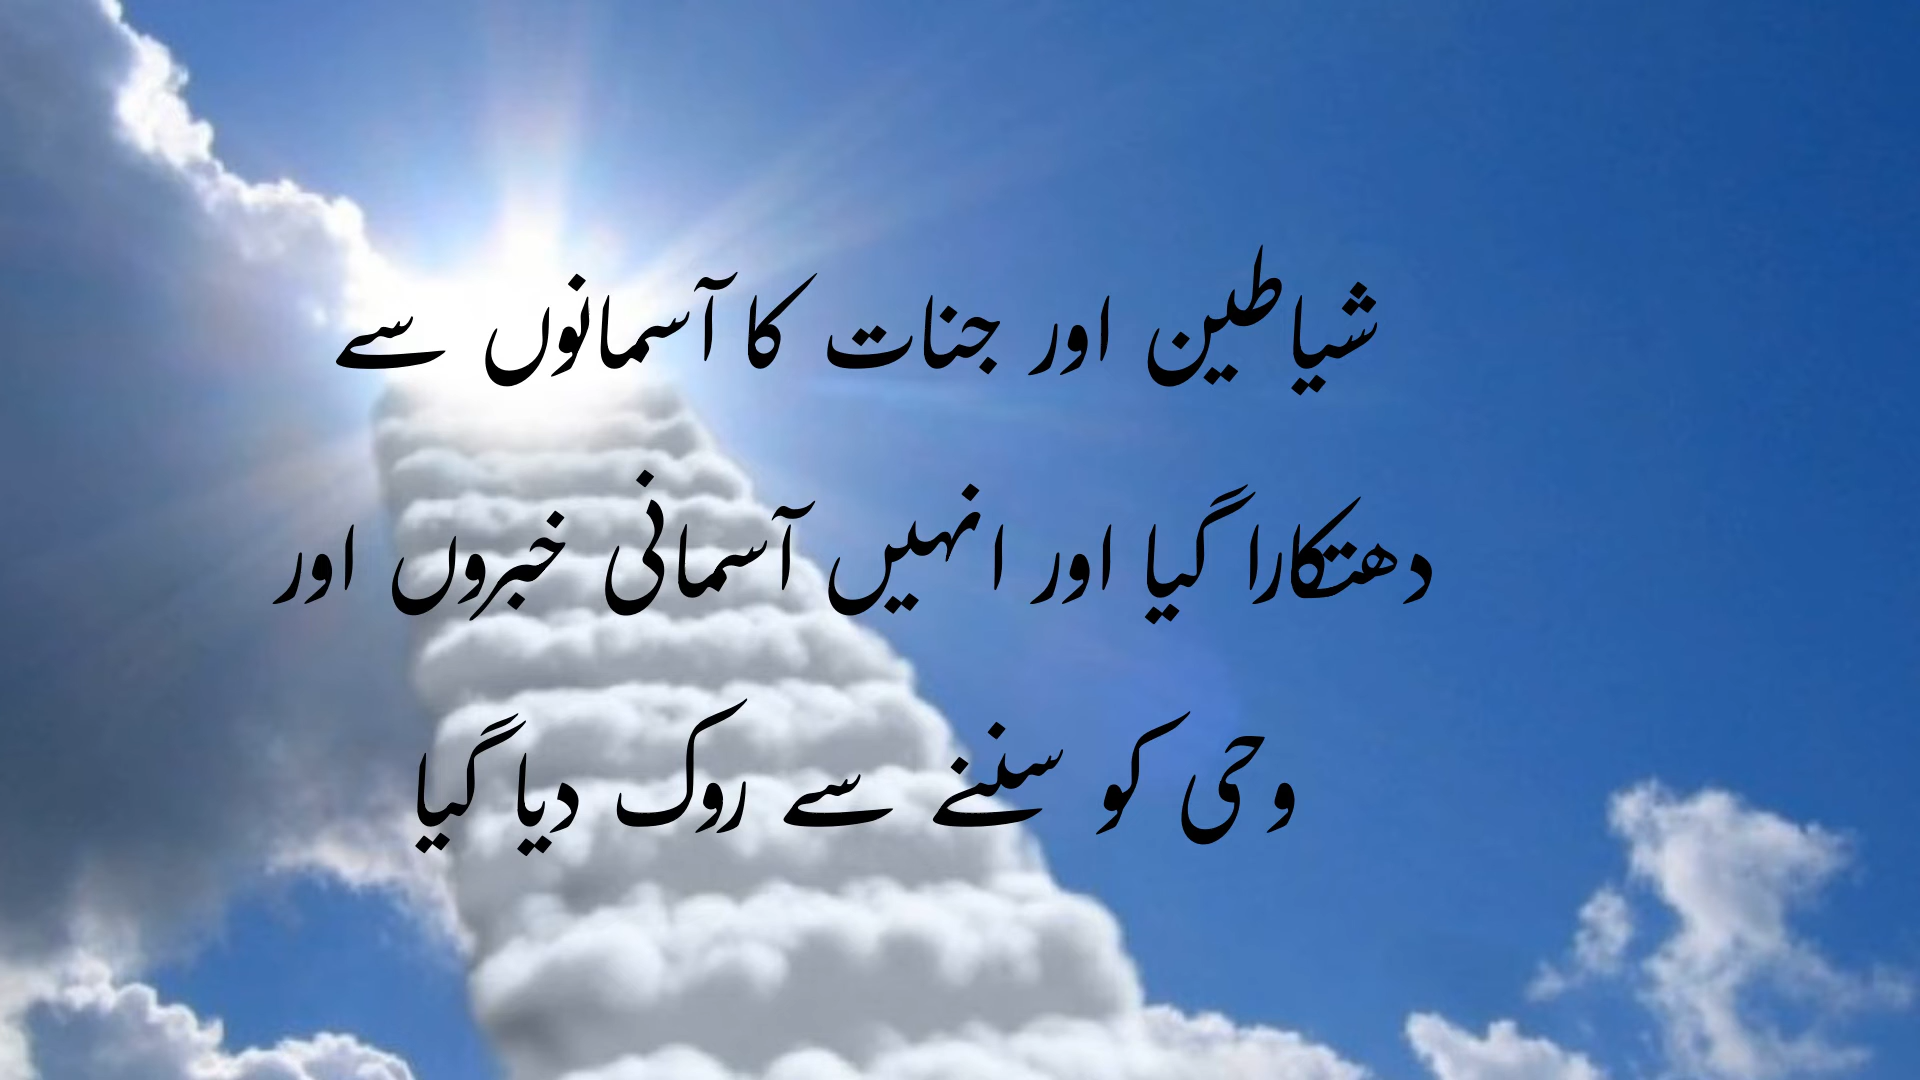 شیاطین اور جنات کا آسمانوں سے
دھتکارا گیا اور انہیں آسمانی خبروں اور
وحی کو سننے سے روک دیا گیا